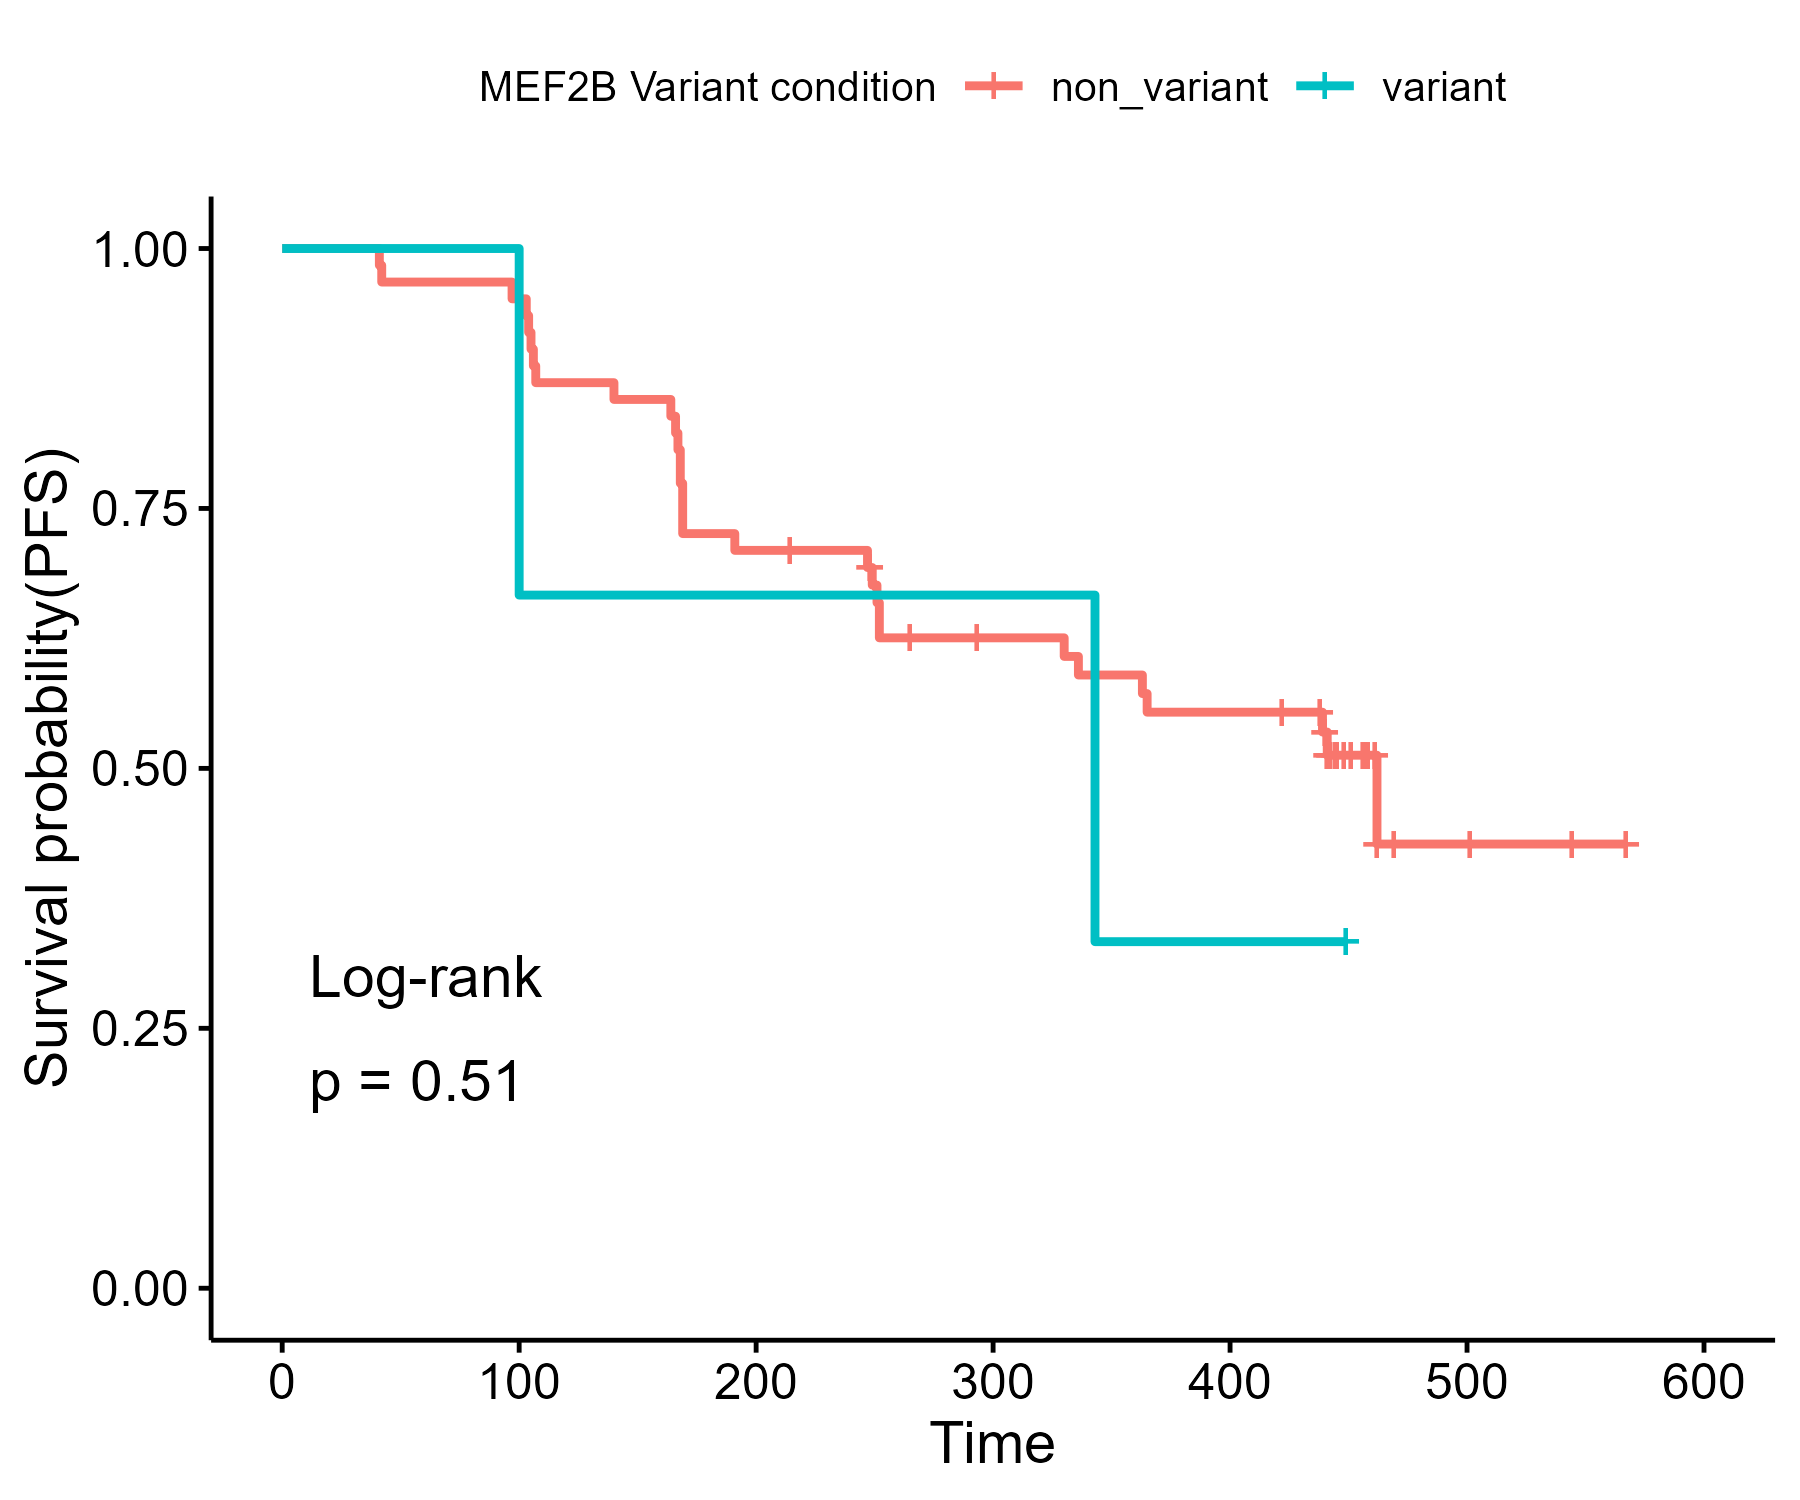 MEF2B Variant condition non_variant variant
Survival probability(PFS)
1.00
0.75
0.50
0.25
0.00
Log-rank
p = 0.51
0 100 200 300 400 500 600
Time